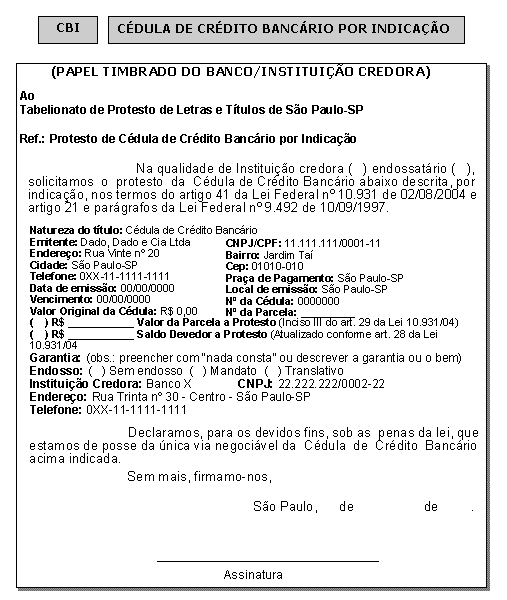 CBI
CÉDULA DE CRÉDITO BANCÁRIO POR INDICAÇÃO
(PAPEL TIMBRADO DO BANCO/INSTITUIÇÃO CREDORA)
Ao
Tabelionato de Protesto de Letras e Títulos de São Paulo-SP
Ref.: Protesto de Cédula de Crédito Bancário por Indicação
Na qualidade de Instituição credora ( ) endossatário ( ),
solicitamos o protesto da Cédula de Crédito Bancário abaixo descrita, por
indicação, nos termos do artigo 41 da Lei Federal nº 10.931 de 02/08/2004 e
artigo 21 e parágrafos da Lei Federal nº 9.492 de 10/09/1997.
Natureza do título: Cédula de Crédito Bancário
Emitente: Dado, Dado e Cia Ltda CNPJ/CPF: 11.111.111/0001-11
Endereço: Rua Vinte nº 20 Bairro: Jardim Taí
Cidade: São Paulo-SP Cep: 01010-010
Telefone: 0XX-11-1111-1111 Praça de Pagamento: São Paulo-SP
Data de emissão: 00/00/0000 Local de emissão: São Paulo-SP
Vencimento: 00/00/0000 Nº da Cédula: 0000000
Valor Original da Cédula: R$ 0,00 Nº da Parcela: _________
( ) R$ __________ Valor da Parcela a Protesto (Inciso III do art. 29 da Lei 10.931/04)
( ) R$ __________ Saldo Devedor a Protesto (Atualizado conforme art. 28 da Lei
10.931/04
Garantia: (obs.: preencher com "nada consta" ou descrever a garantia ou o bem)
Endosso: ( ) Sem endosso ( ) Mandato ( ) Translativo
Instituição Credora: Banco X CNPJ: 22.222.222/0002-22
Endereço: Rua Trinta nº 30 - Centro - São Paulo-SP
Telefone: 0XX-11-1111-1111
Declaramos, para os devidos fins, sob as penas da lei, que
estamos de posse da única via negociável da Cédula de Crédito Bancário
acima indicada.
Sem mais, firmamo-nos,
São Paulo, de de .
Assinatura